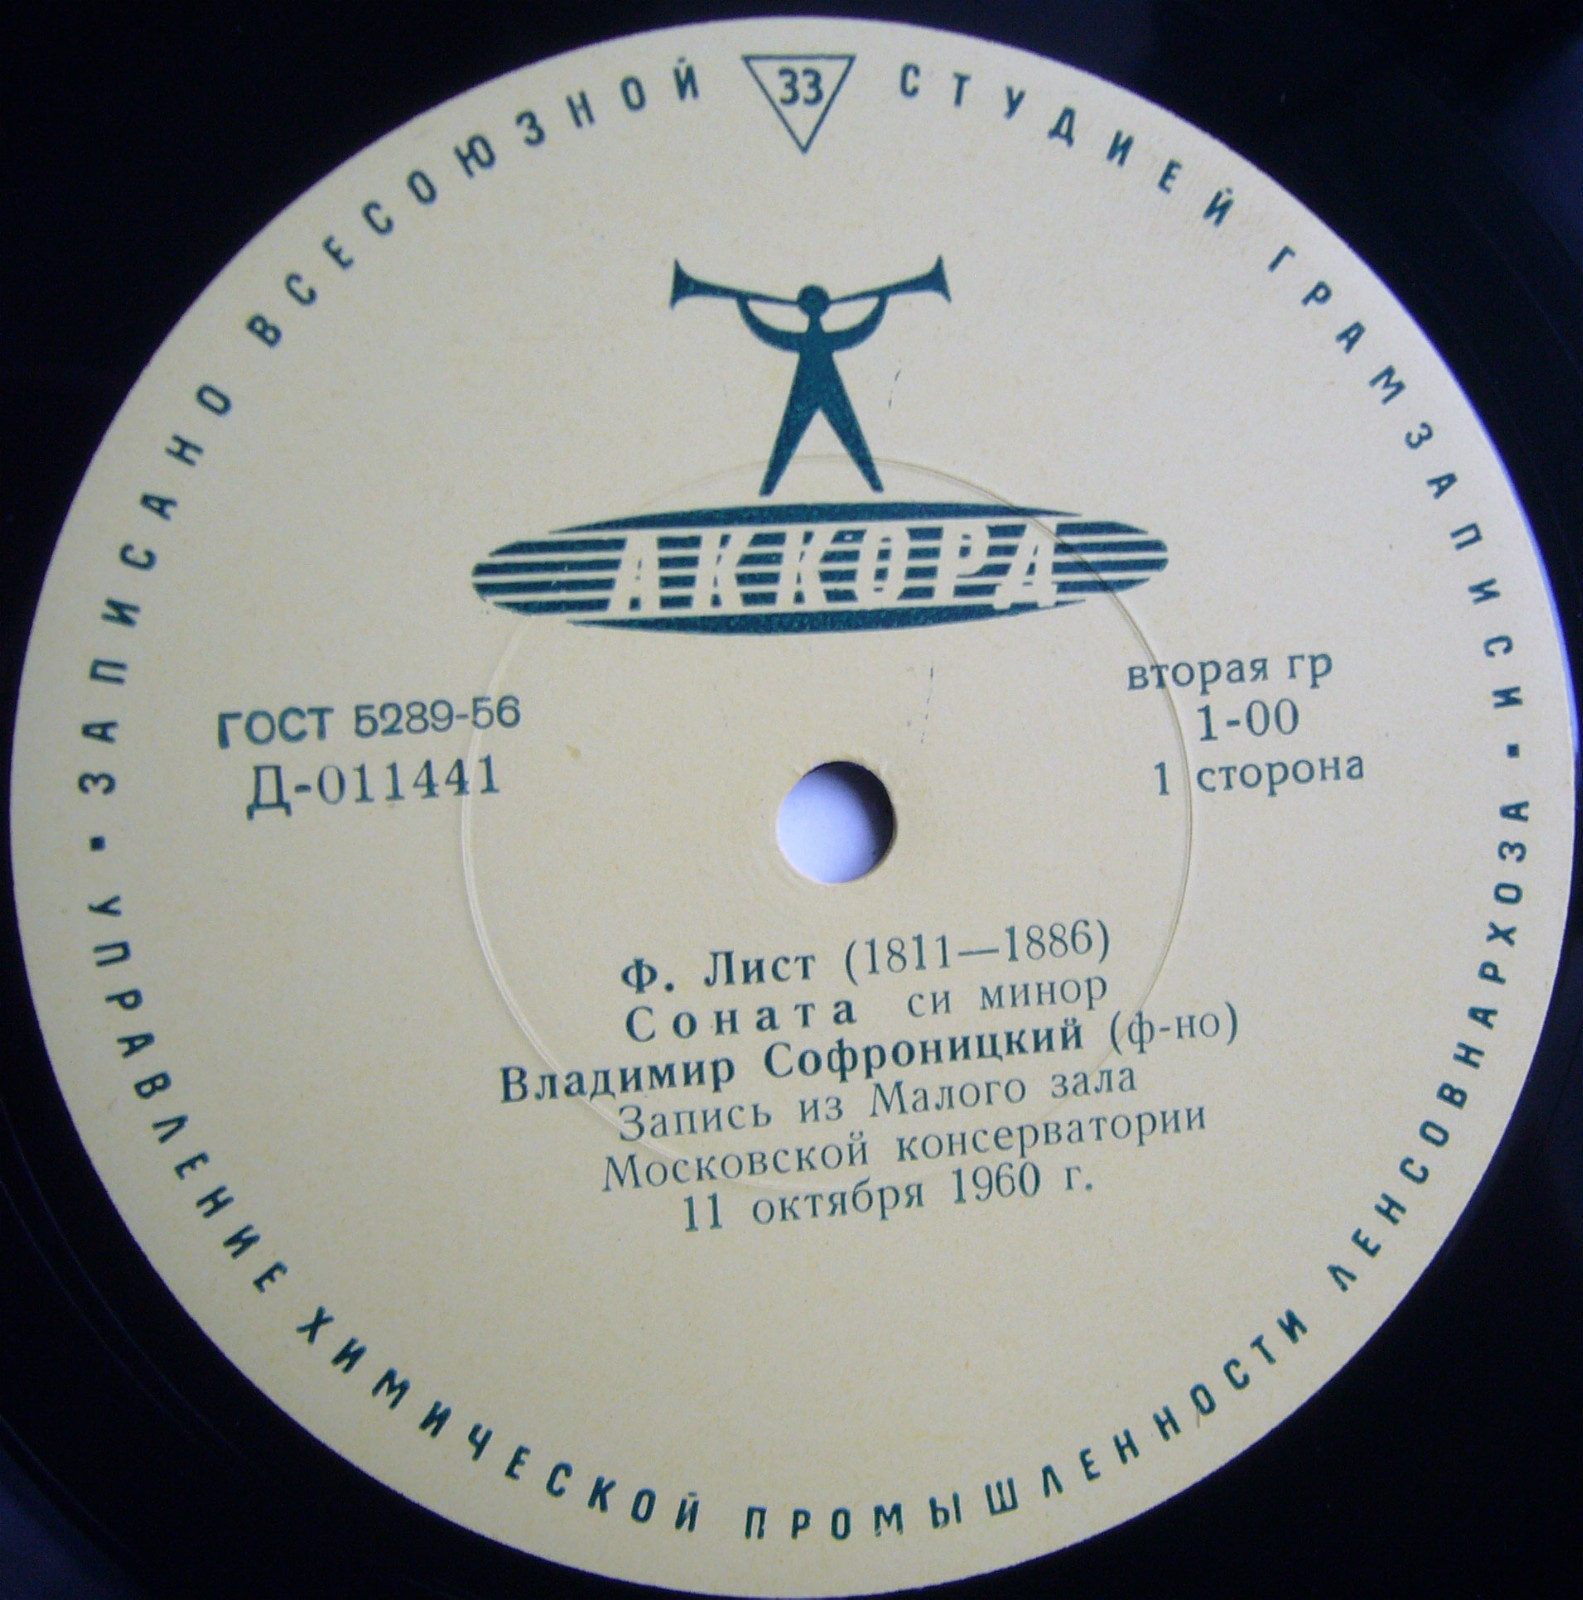 ЗАПИСАНО ВСЕСОЮЗНОЙ СТУДИЕЙ ГРАМЗАПИСИ
33
АККОРД
ГОСТ 5289-56
Д-011441
вторая гр
1-00
1 сторона
Ф. Лист (1811—1886)
Соната си минор
Владимир Софроницкий (ф-но)
Запись из Малого зала
Московской консерватории
11 октября 1960 г.
УПРАВЛЕНИЕ ХИМИЧЕСКОЙ ПРОМЫШЛЕННОСТИ ЛЕНСОВНАРХОЗА